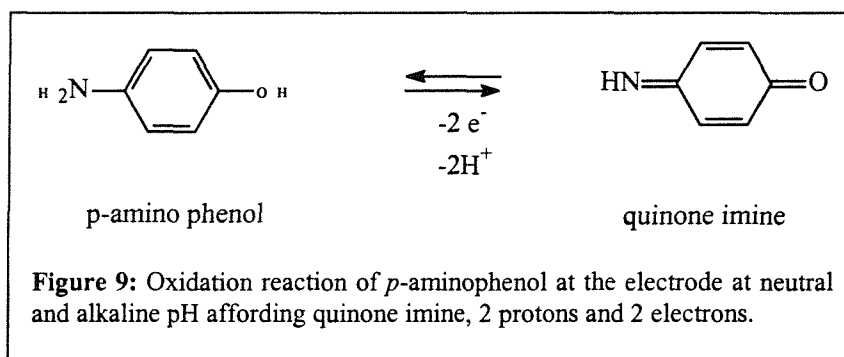 H 2N OH HN O
-2 e-
-2H+
p-amino phenol quinone imine
Figure 9: Oxidation reaction of p-aminophenol at the electrode at neutral
and alkaline pH affording quinone imine, 2 protons and 2 electrons.